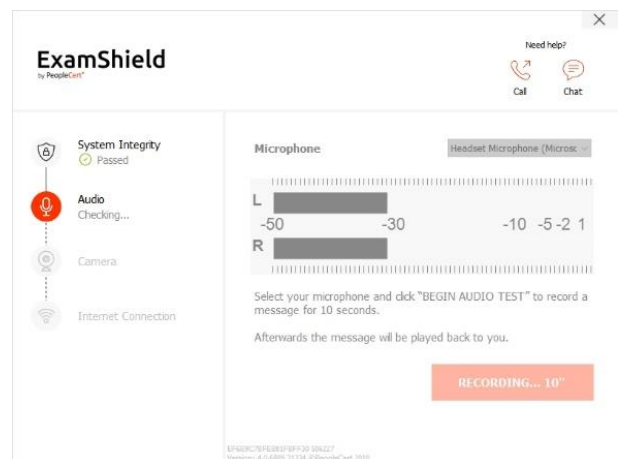 ExamShield
by PeopleCert
Need help?
Call Chat
System Integrity
Passed
Audio
Checking...
Camera
Internet Connection
Microphone
Headset Microphone (Microsc
L
-50 -30 -10 -5 -2 1
R
Select your microphone and click "BEGIN AUDIO TEST" to record a
message for 10 seconds.
Afterwards the message will be played back to you.
RECORDING... 10"